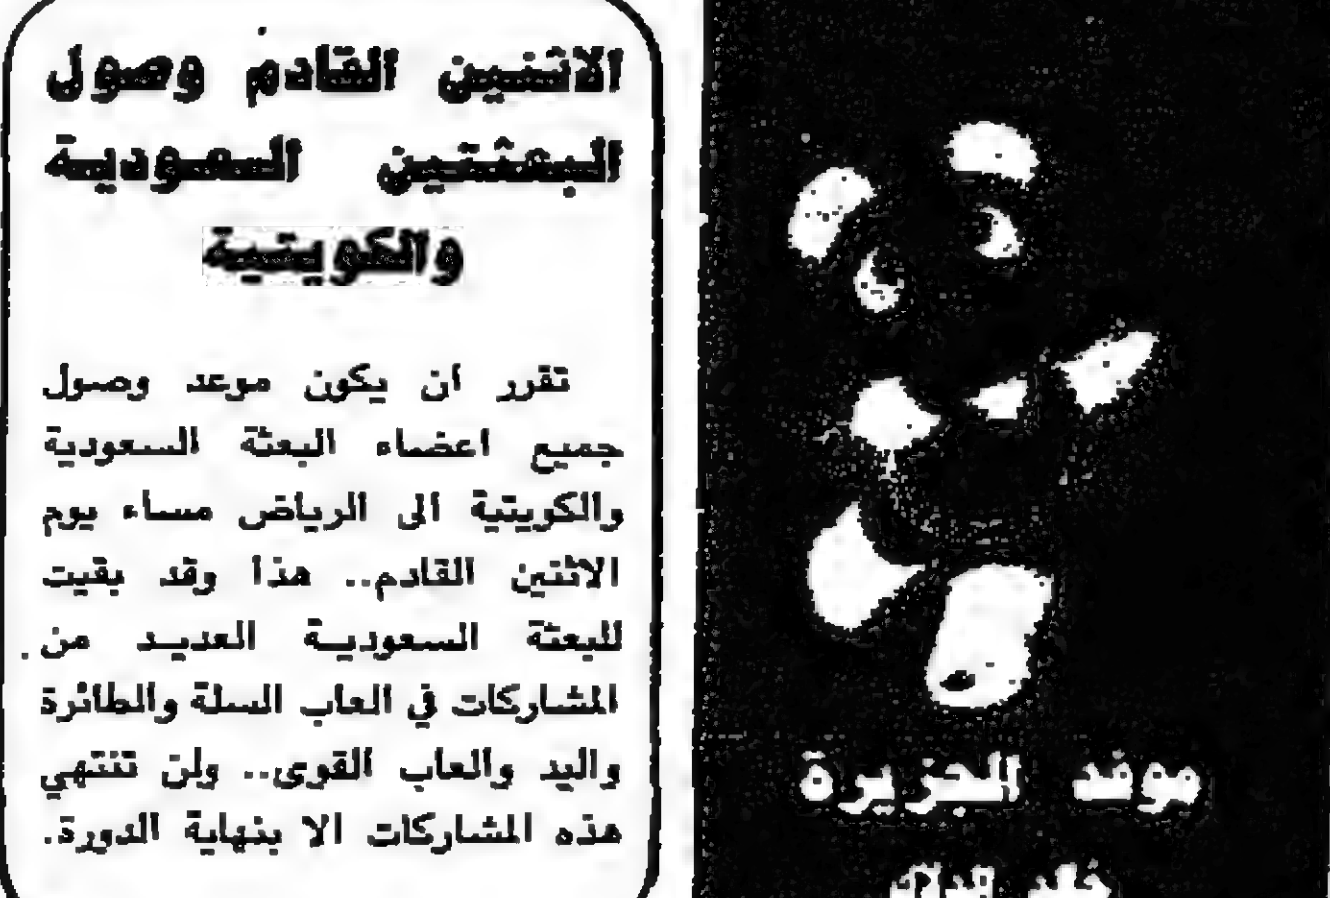 الاثنين القادم وصول
البعثتين السعودية
والكويتية
تقرر ان يكون موعد وصول
جميع اعضاء البعثة السعودية
والكويتية الى الرياض مساء يوم
الاثنين القادم.. هذا وقد بقيت
للبعثة السعودية العديد من
المشاركات في العاب السلة والطائرة
واليد والعاب القوى.. ولن تنتهي
هذه المشاركات الا بنهاية الدورة.
موفد الجزيرة